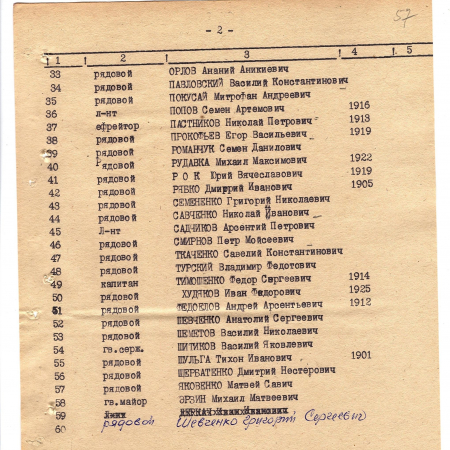 57
- 2 -
1 2 3 4 5
33 рядовой ОРЛОВ Ананий Аникиевич
34 рядовой ПАВЛОВСКИЙ Василий Константинович
35 рядовой ПОКУСАЙ Митрофан Андреевич
36 л-нт ПОПОВ Семен Артемович 1916
37 ефрейтор ПАСТНИКОВ Николай Петрович 1913
38 рядовой ПРОКОФЬЕВ Егор Васильевич 1919
39 рядовой РОМАНЧУК Семен Данилович
40 рядовой РУДАВКА Михаил Максимович 1922
41 рядовой Р О К Юрий Вячеславович 1919
42 рядовой РЯВКО Дмитрий Иванович 1905
43 рядовой СЕМЕНЕНКО Григорий Николаевич
44 рядовой САВЧЕНКО Николай Иванович
45 Л-нт САДЧИКОВ Арсентий Петрович
46 рядовой СМИРНОВ Петр Мойсеевич
47 рядовой ТКАЧЕНКО Савелий Константинович
48 рядовой ТУРСКИЙ Владимир Федотович
49 капитан ТИМОШЕНКО Федор Сергеевич 1914
50 рядовой ХУДЯКОВ Иван Федорович 1925
51 рядовой ТЕДОЕЛОВ Андрей Арсентьевич 1912
52 рядовой ШЕВЧЕНКО Анатолий Сергеевич
53 рядовой ШЕМЕТОВ Василий Николаевич
54 гв.серж. ШИТИКОВ Василий Яковлевич
55 рядовой ШУЛЬГА Тихон Иванович 1901
56 рядовой ЩЕРБАТЕНКО Дмитрий Нестерович
57 рядовой ЯКОВЕНКО Матвей Савич
58 гв.майор ЭРЗИН Михаил Матвеевич
59 Л-нт Иван Иванович
60 рядовой Шевченко Григорий Сергеевич